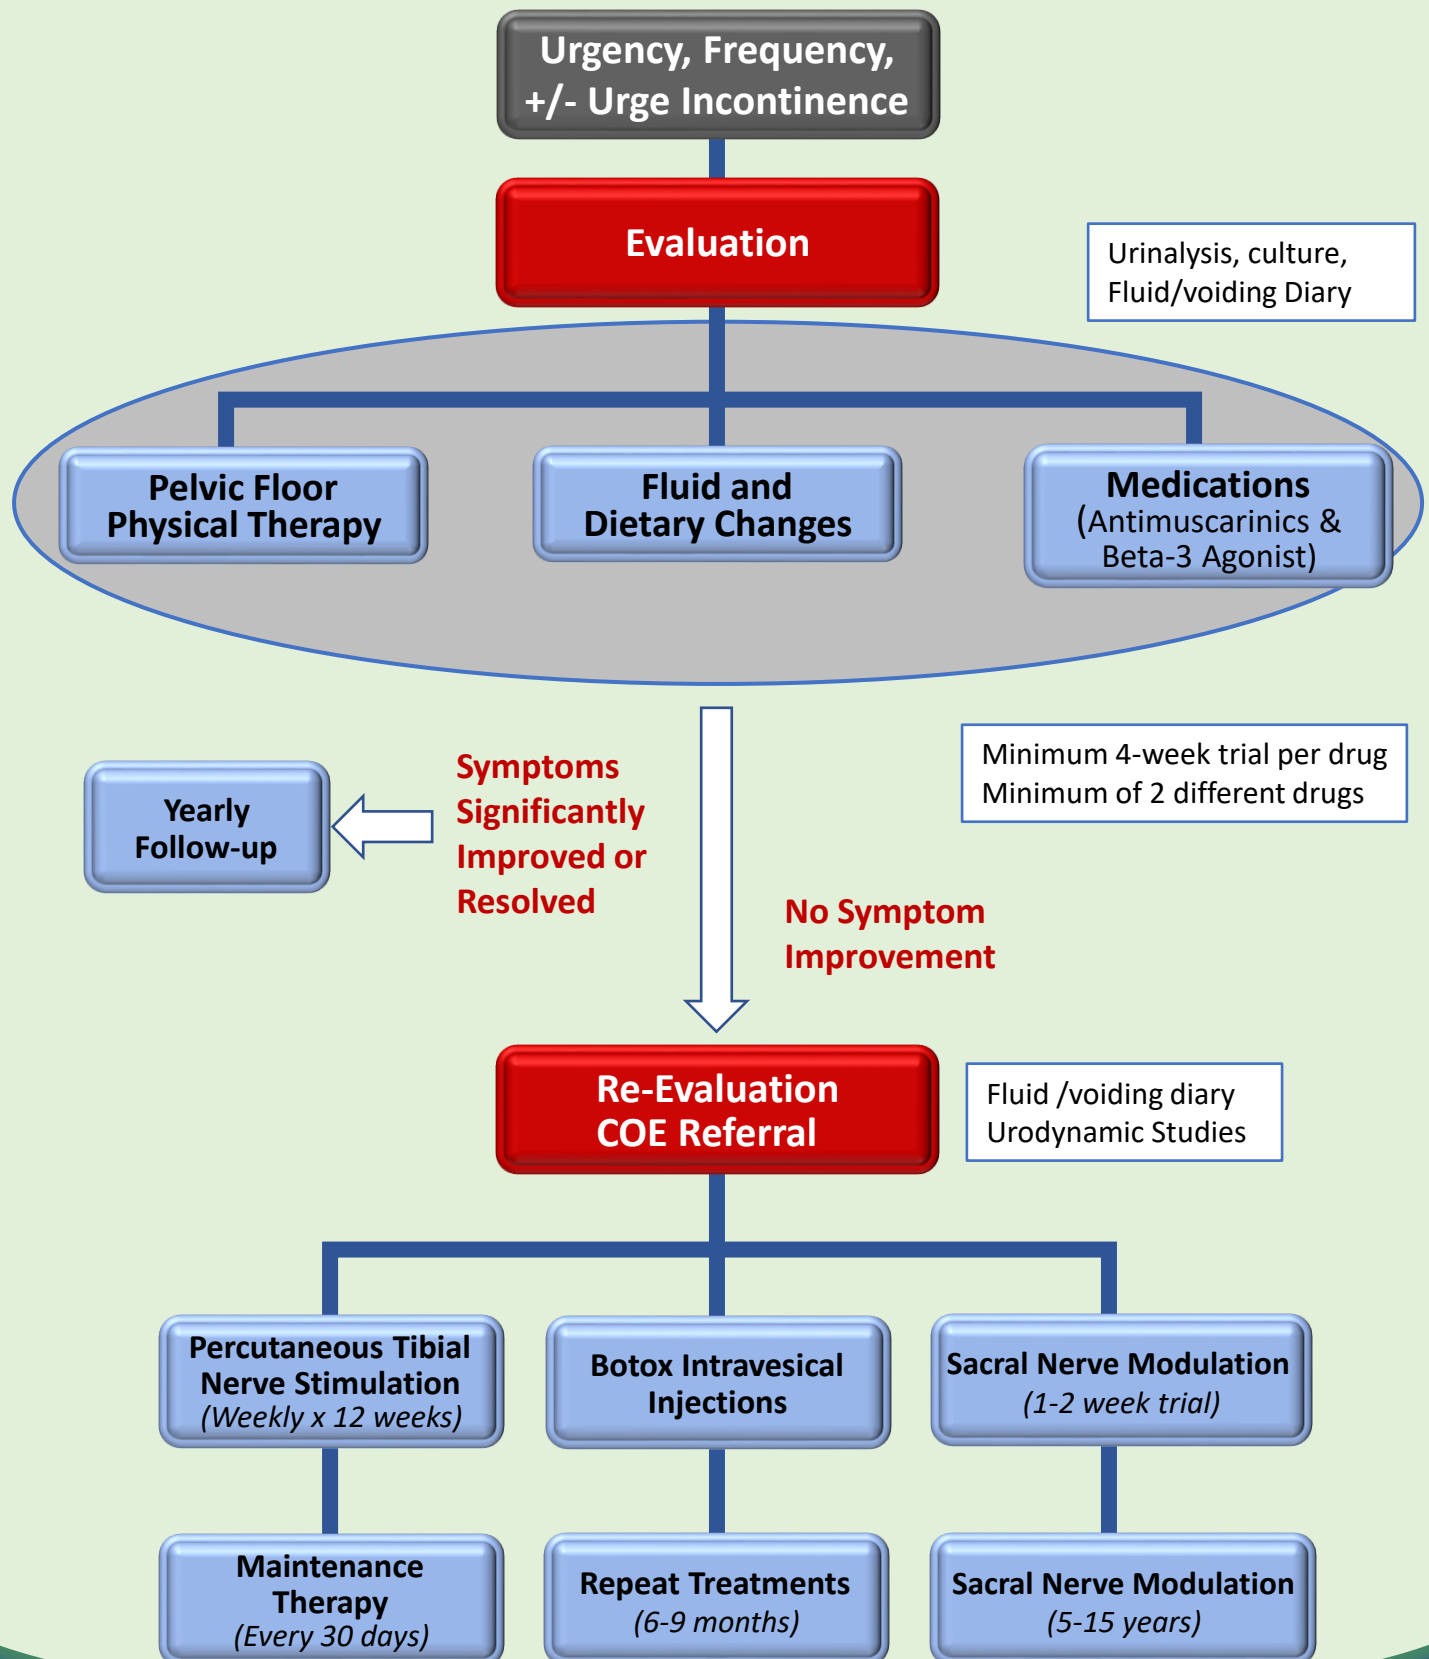 Urgency, Frequency,
+/- Urge Incontinence
Evaluation
Urinalysis, culture,
Fluid/voiding Diary
Pelvic Floor
Physical Therapy
Fluid and
Dietary Changes
Medications
(Antimuscarinics &
Beta-3 Agonist)
Minimum 4-week trial per drug
Minimum of 2 different drugs
Yearly
Follow-up
Symptoms
Significantly
Improved or
Resolved
No Symptom
Improvement
Re-Evaluation
COE Referral
Fluid /voiding diary
Urodynamic Studies
Percutaneous Tibial
Nerve Stimulation
(Weekly x 12 weeks)
Botox Intravesical
Injections
Sacral Nerve Modulation
(1-2 week trial)
Maintenance
Therapy
(Every 30 days)
Repeat Treatments
(6-9 months)
Sacral Nerve Modulation
(5-15 years)